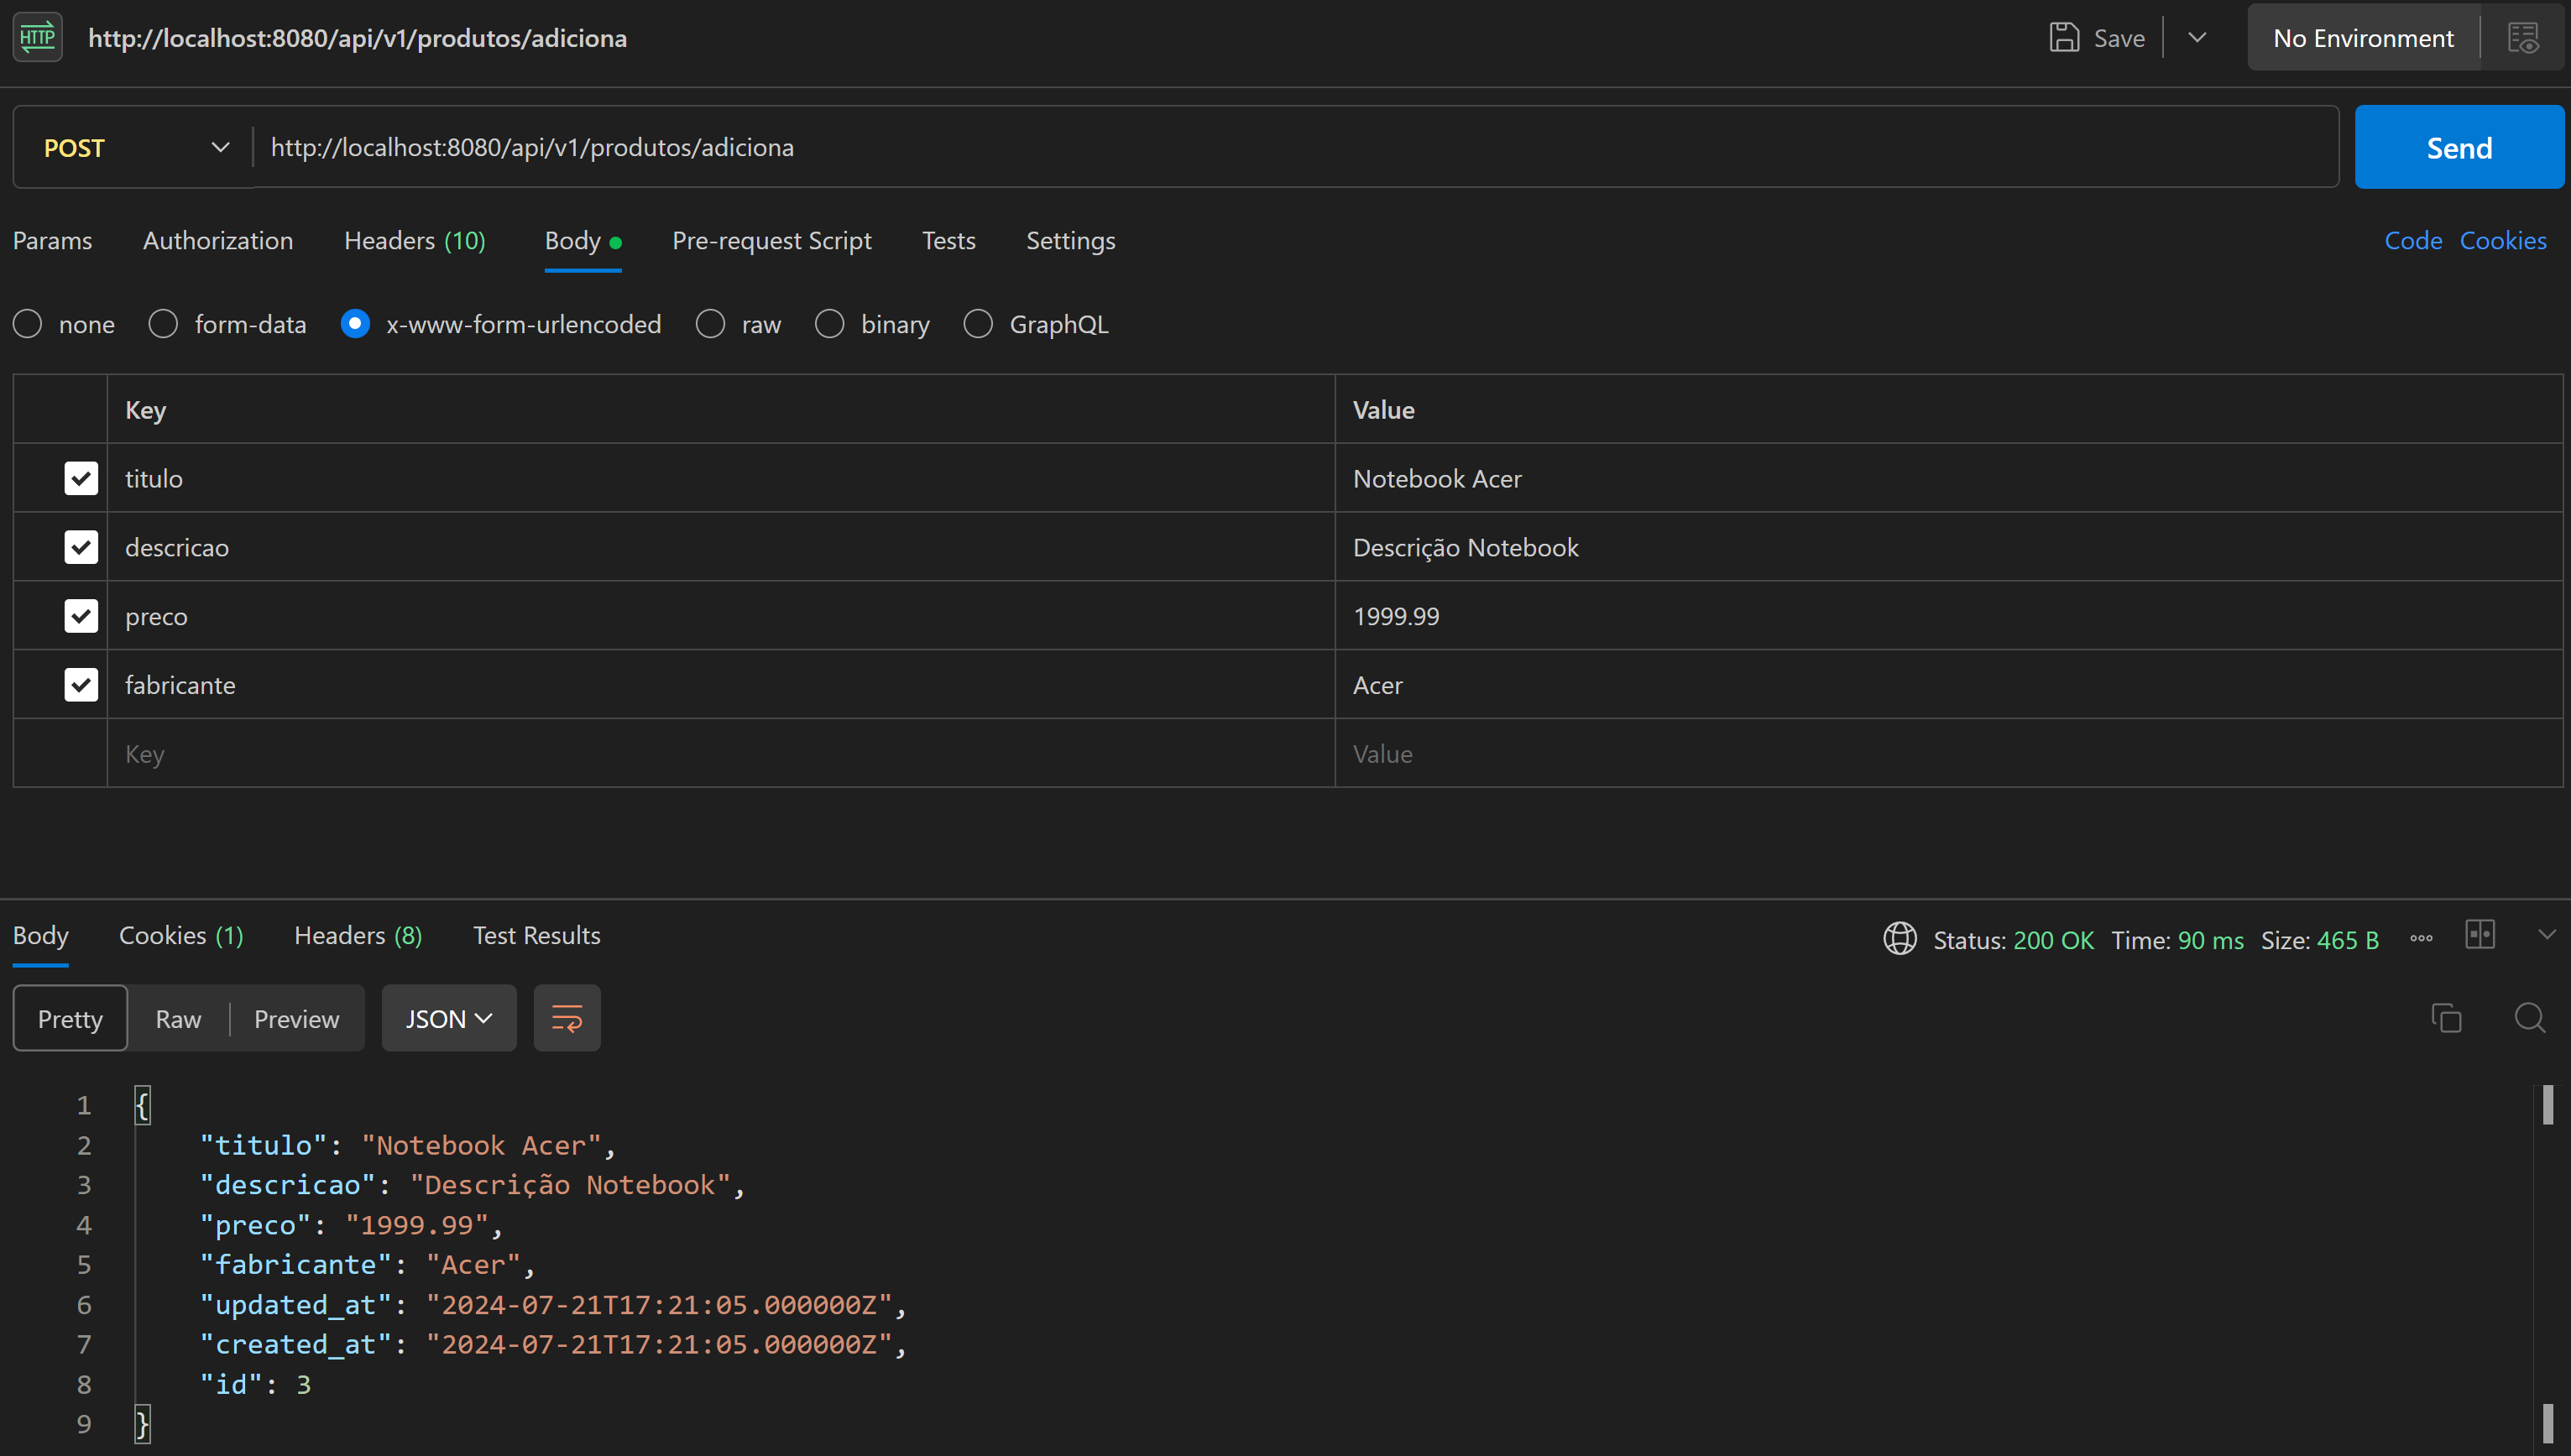 HTTP http://localhost:8080/api/v1/produtos/adiciona Save No Environment
POST http://localhost:8080/api/v1/produtos/adiciona Send
Params Authorization Headers (10) Body Pre-request Script Tests Settings Code Cookies
none form-data x-www-form-urlencoded raw binary GraphQL
Key Value
titulo Notebook Acer
descricao Descrição Notebook
preco 1999.99
fabricante Acer
Key Value
Body Cookies (1) Headers (8) Test Results Status: 200 OK Time: 90 ms Size: 465 B
Pretty Raw Preview JSON
1 {
2 "titulo": "Notebook Acer",
3 "descricao": "Descrição Notebook",
4 "preco": "1999.99",
5 "fabricante": "Acer",
6 "updated_at": "2024-07-21T17:21:05.000000Z",
7 "created_at": "2024-07-21T17:21:05.000000Z",
8 "id": 3
9 }